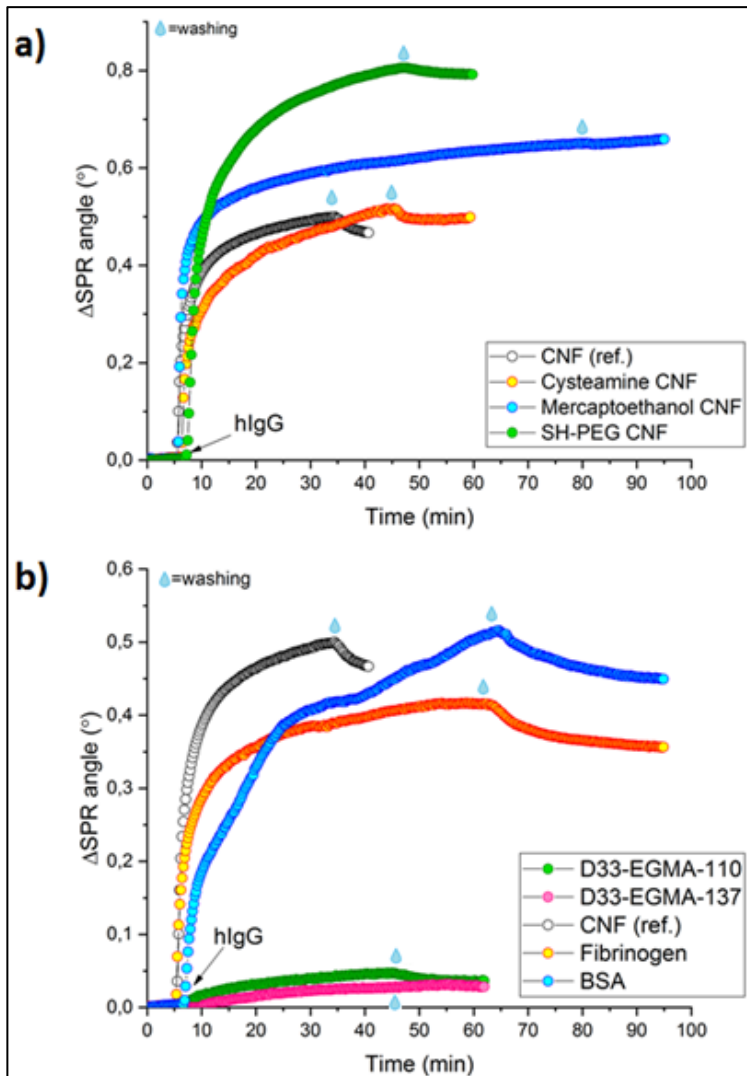 a)
=washing
0,8
0,6
0,4
0,2
0,0
ΔSPR angle (°)
hIgG
CNF (ref.)
Cysteamine CNF
Mercaptoethanol CNF
SH-PEG CNF
0 10 20 30 40 50 60 70 80 90 100
Time (min)
b)
=washing
0,6
0,5
0,4
0,3
0,2
0,1
0,0
ΔSPR angle (°)
hIgG
D33-EGMA-110
D33-EGMA-137
CNF (ref.)
Fibrinogen
BSA
0 10 20 30 40 50 60 70 80 90 100
Time (min)